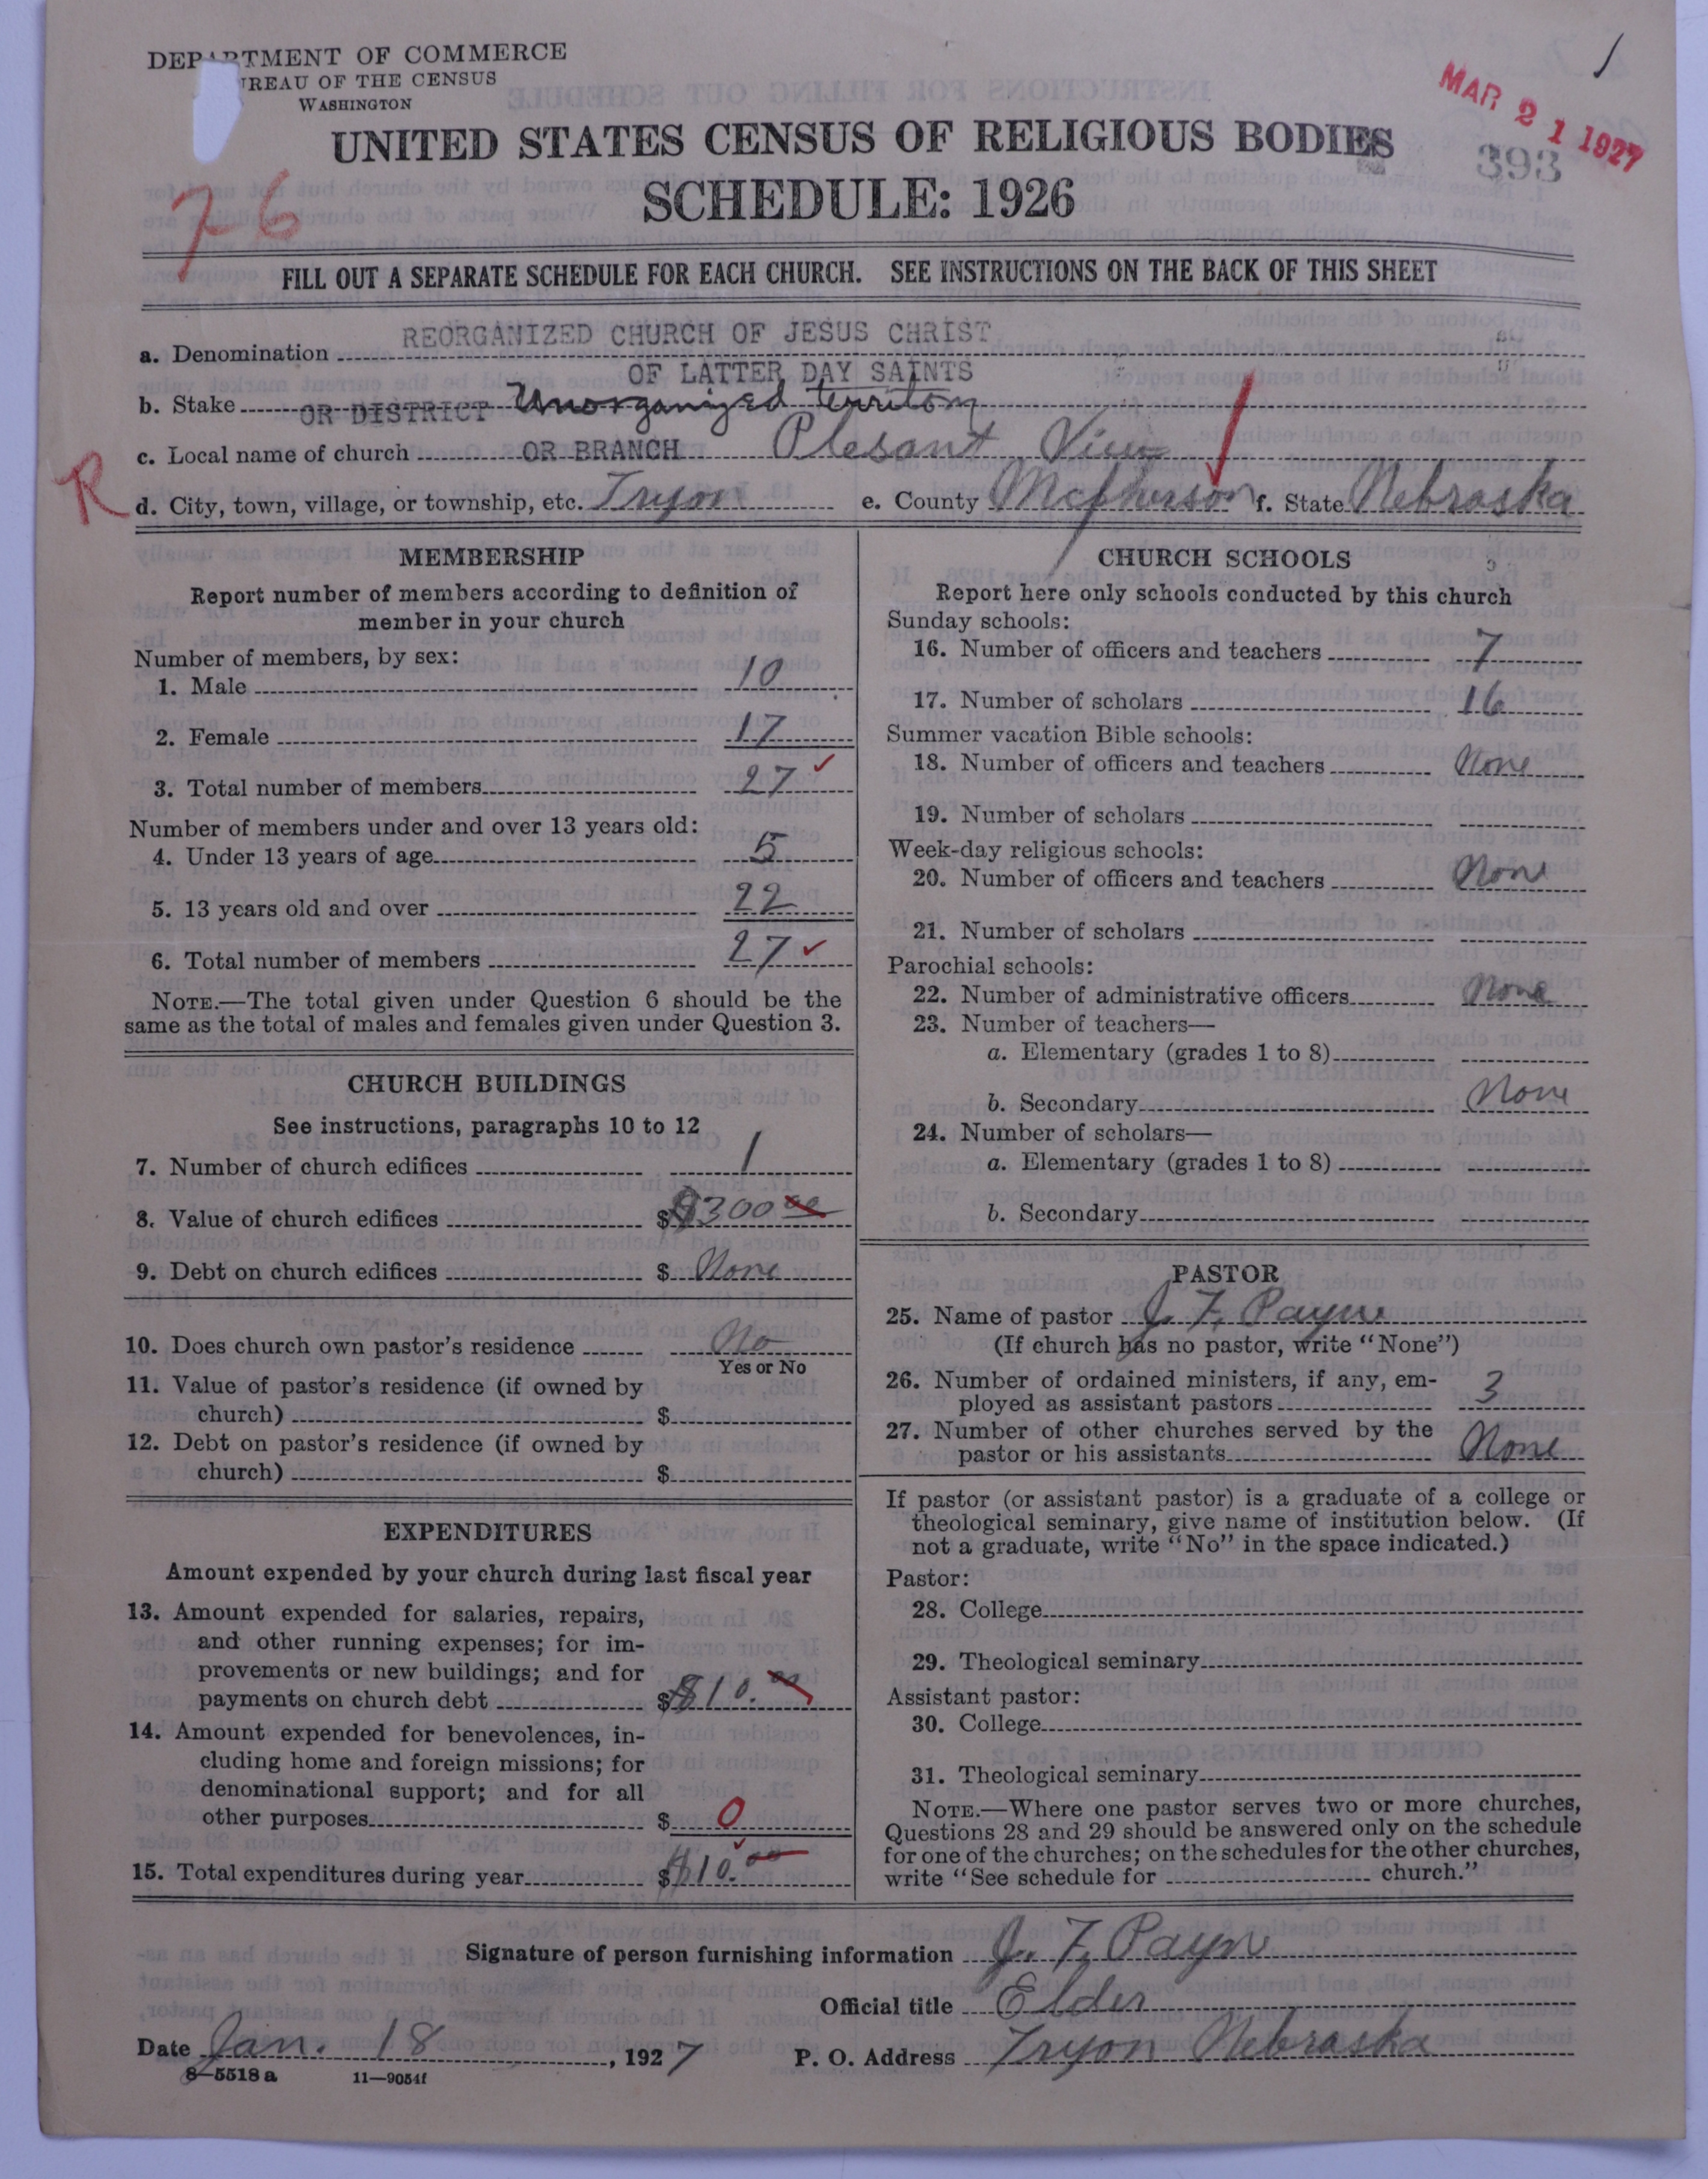 DEPARTMENT OF COMMERCE
BUREAU OF THE CENSUS
WASHINGTON
MAR 21 1927
393
UNITED STATES CENSUS OF RELIGIOUS BODIES
SCHEDULE: 1926
76
FILL OUT A SEPARATE SCHEDULE FOR EACH CHURCH. SEE INSTRUCTIONS ON THE BACK OF THIS SHEET
a. Denomination REORGANIZED CHURCH OF JESUS CHRIST
OF LATTER DAY SAINTS
b. Stake OR DISTRICT Unorganized territory
c. Local name of church OR BRANCH Plesant View
R
d. City, town, village, or township, etc. Tryon e. County Mcpherson f. State Nebraska
MEMBERSHIP
Report number of members according to definition of
member in your church
Number of members, by sex:
1. Male 10
2. Female 17
3. Total number of members 27
Number of members under and over 13 years old:
4. Under 13 years of age 5
5. 13 years old and over 22
6. Total number of members 27
NOTE.—The total given under Question 6 should be the
same as the total of males and females given under Question 3.
CHURCH BUILDINGS
See instructions, paragraphs 10 to 12
7. Number of church edifices 1
8. Value of church edifices $ $300 00
9. Debt on church edifices $ None
10. Does church own pastor's residence No
Yes or No
11. Value of pastor's residence (if owned by
church) $
12. Debt on pastor's residence (if owned by
church) $
EXPENDITURES
Amount expended by your church during last fiscal year
13. Amount expended for salaries, repairs,
and other running expenses; for im-
provements or new buildings; and for
payments on church debt $ $10.00
14. Amount expended for benevolences, in-
cluding home and foreign missions; for
denominational support; and for all
other purposes $ 0
15. Total expenditures during year $ $10.00
CHURCH SCHOOLS
Report here only schools conducted by this church
Sunday schools:
16. Number of officers and teachers 7
17. Number of scholars 16
Summer vacation Bible schools:
18. Number of officers and teachers None
19. Number of scholars
Week-day religious schools:
20. Number of officers and teachers None
21. Number of scholars
Parochial schools:
22. Number of administrative officers None
23. Number of teachers—
a. Elementary (grades 1 to 8)
b. Secondary None
24. Number of scholars—
a. Elementary (grades 1 to 8)
b. Secondary
PASTOR
25. Name of pastor J. F. Payne
(If church has no pastor, write "None")
26. Number of ordained ministers, if any, em-
ployed as assistant pastors 3
27. Number of other churches served by the
pastor or his assistants None
If pastor (or assistant pastor) is a graduate of a college or
theological seminary, give name of institution below. (If
not a graduate, write "No" in the space indicated.)
Pastor:
28. College
29. Theological seminary
Assistant pastor:
30. College
31. Theological seminary
NOTE.—Where one pastor serves two or more churches,
Questions 28 and 29 should be answered only on the schedule
for one of the churches; on the schedules for the other churches,
write "See schedule for church."
Signature of person furnishing information J. F. Payne
Official title Elder
Date Jan. 18, 1927 P. O. Address Tryon Nebraska
8—5518 a 11—9054f